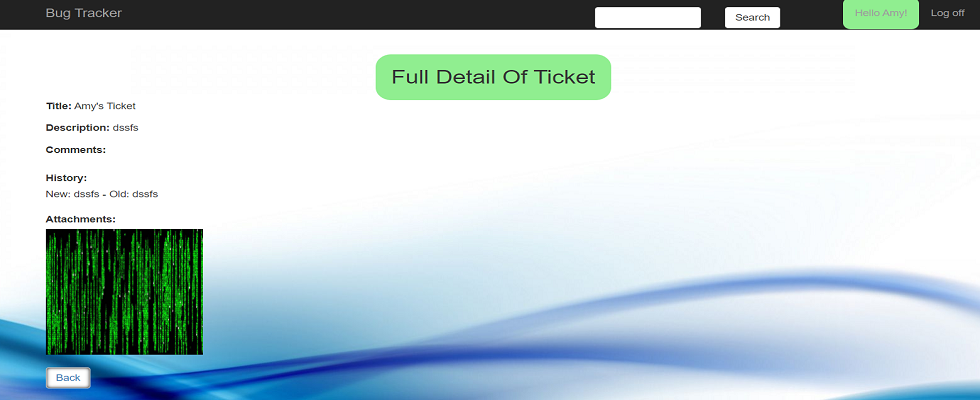 Bug Tracker
Search
Hello Amy!
Log off
Full Detail Of Ticket
Title: Amy's Ticket
Description: dssfs
Comments:
History:
New: dssfs - Old: dssfs
Attachments:
Back